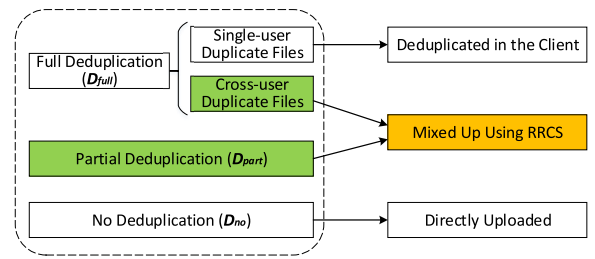 Single-user
Duplicate Files
Deduplicated in the Client
Full Deduplication
(Dfull)
Cross-user
Duplicate Files
Mixed Up Using RRCS
Partial Deduplication (Dpart)
No Deduplication (Dno)
Directly Uploaded